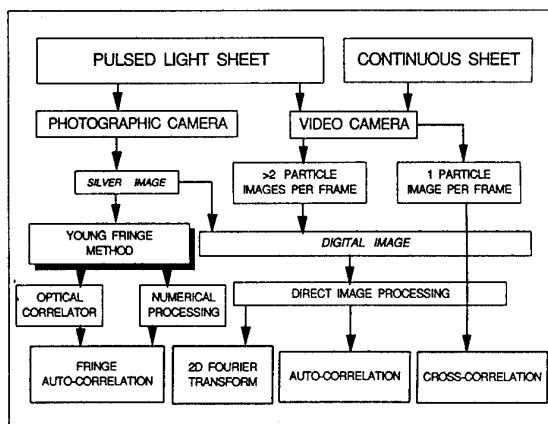 PULSED LIGHT SHEET
CONTINUOUS SHEET
PHOTOGRAPHIC CAMERA
VIDEO CAMERA
SILVER IMAGE
>2 PARTICLE
IMAGES PER FRAME
1 PARTICLE
IMAGE PER FRAME
YOUNG FRINGE
METHOD
DIGITAL IMAGE
OPTICAL
CORRELATOR
NUMERICAL
PROCESSING
DIRECT IMAGE PROCESSING
FRINGE
AUTO-CORRELATION
2D FOURIER
TRANSFORM
AUTO-CORRELATION
CROSS-CORRELATION